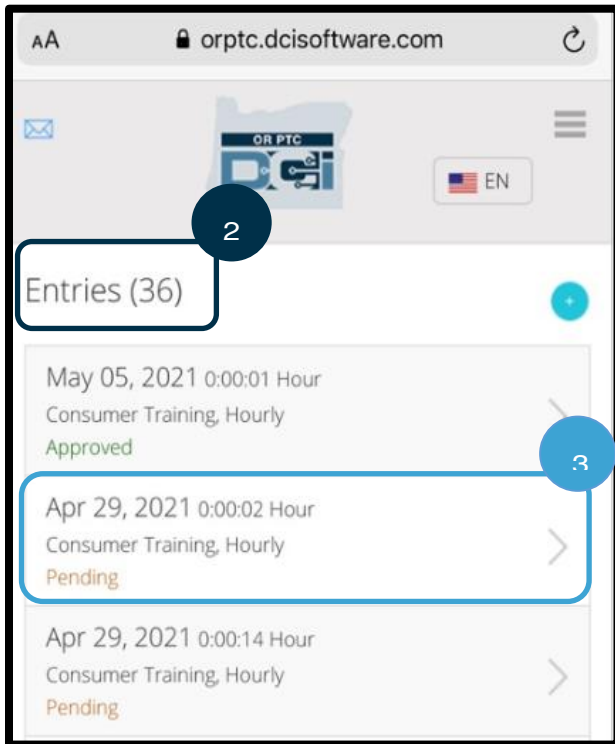 AA orptc.dcisoftware.com
OR PTC
DCi
EN
2
Entries (36)
+
May 05, 2021 0:00:01 Hour
Consumer Training, Hourly
Approved
3
Apr 29, 2021 0:00:02 Hour
Consumer Training, Hourly
Pending
Apr 29, 2021 0:00:14 Hour
Consumer Training, Hourly
Pending